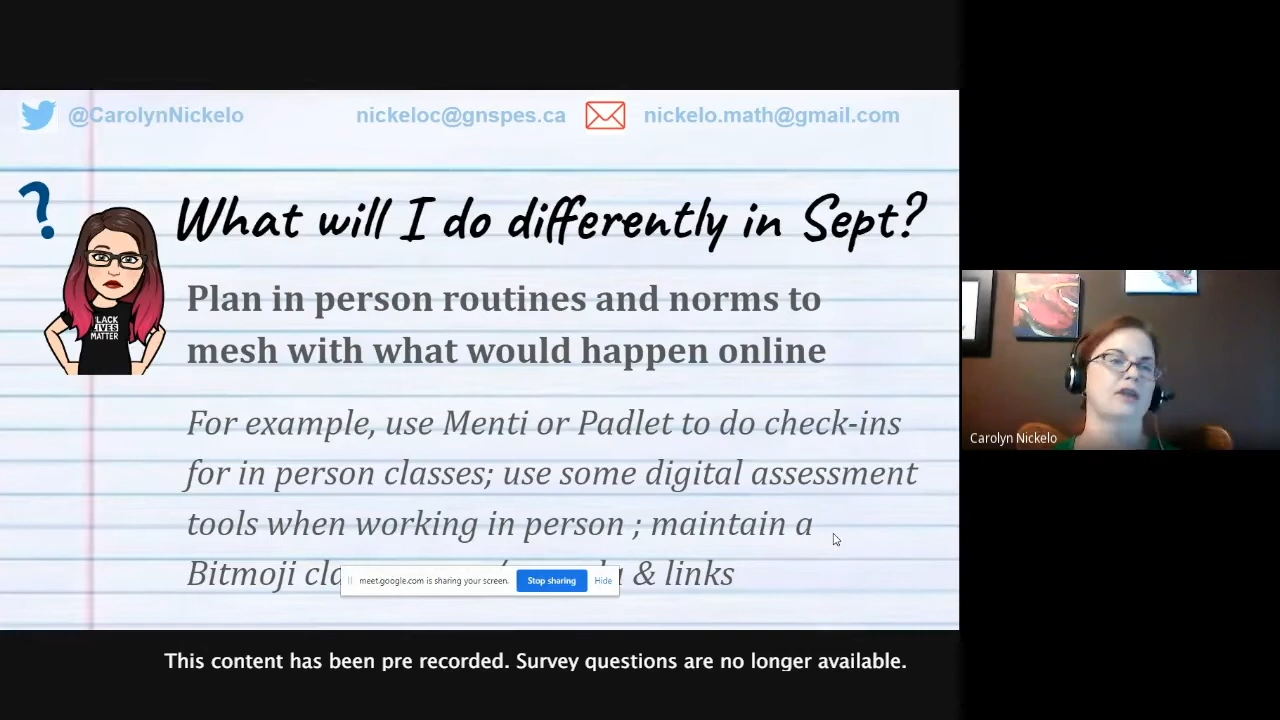 @CarolynNickelo nickeloc@gnspes.ca nickelo.math@gmail.com
?
What will I do differently in Sept?
Plan in person routines and norms to
mesh with what would happen online
LACK
LIVES
MATTER
For example, use Menti or Padlet to do check-ins
for in person classes; use some digital assessment
tools when working in person ; maintain a
Bitmoji & links
meet.google.com is sharing your screen. Stop sharing Hide
Carolyn Nickelo
This content has been pre recorded. Survey questions are no longer available.